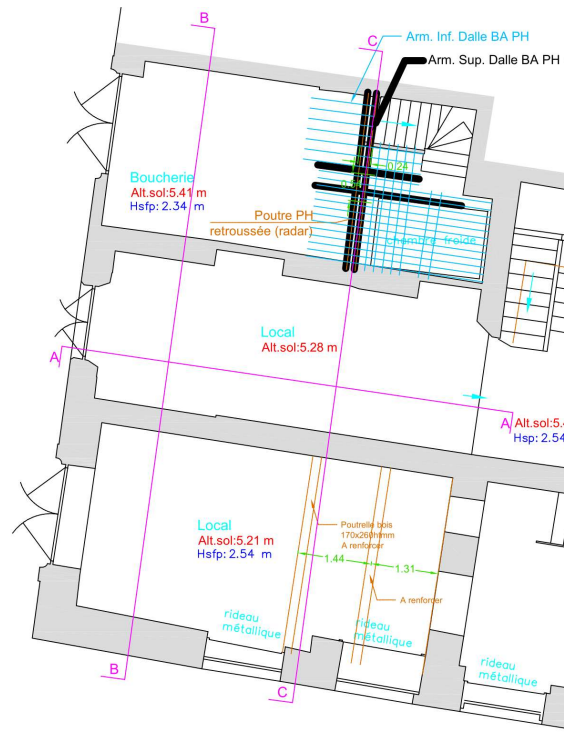 B
C
Arm. Inf. Dalle BA PH
Arm. Sup. Dalle BA PH
0.24
Boucherie
Alt.sol:5.41 m
Hsfp: 2.34 m
Poutre PH
retroussée (radar)
chambre froide
Local
Alt.sol:5.28 m
A
A
Alt.sol:5.4
Hsp: 2.54
Local
Alt.sol:5.21 m
Hsfp: 2.54 m
Poutrelle bois
170x260htmm
A renforcer
1.44
1.31
A renforcer
rideau
métallique
rideau
métallique
rideau
métallique
B
C